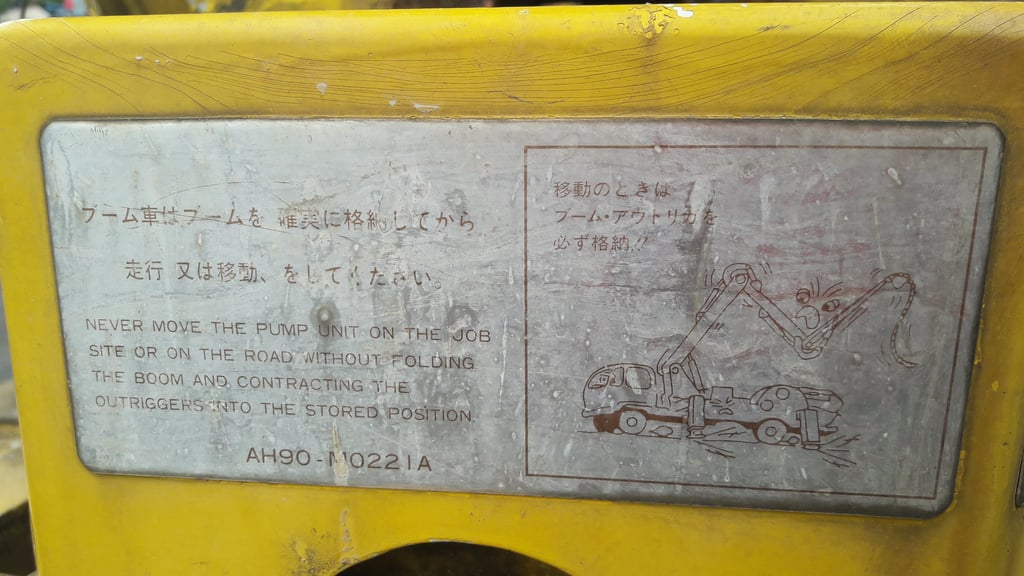 ブーム車はブームを 確実に格納してから
走行 又は移動、をしてください。
NEVER MOVE THE PUMP UNIT ON THE JOB
SITE OR ON THE ROAD WITHOUT FOLDING
THE BOOM AND CONTRACTING THE
OUTRIGGERS INTO THE STORED POSITION.
AH90-M0221A
移動のときは
ブーム・アウトリガを
必ず格納!!